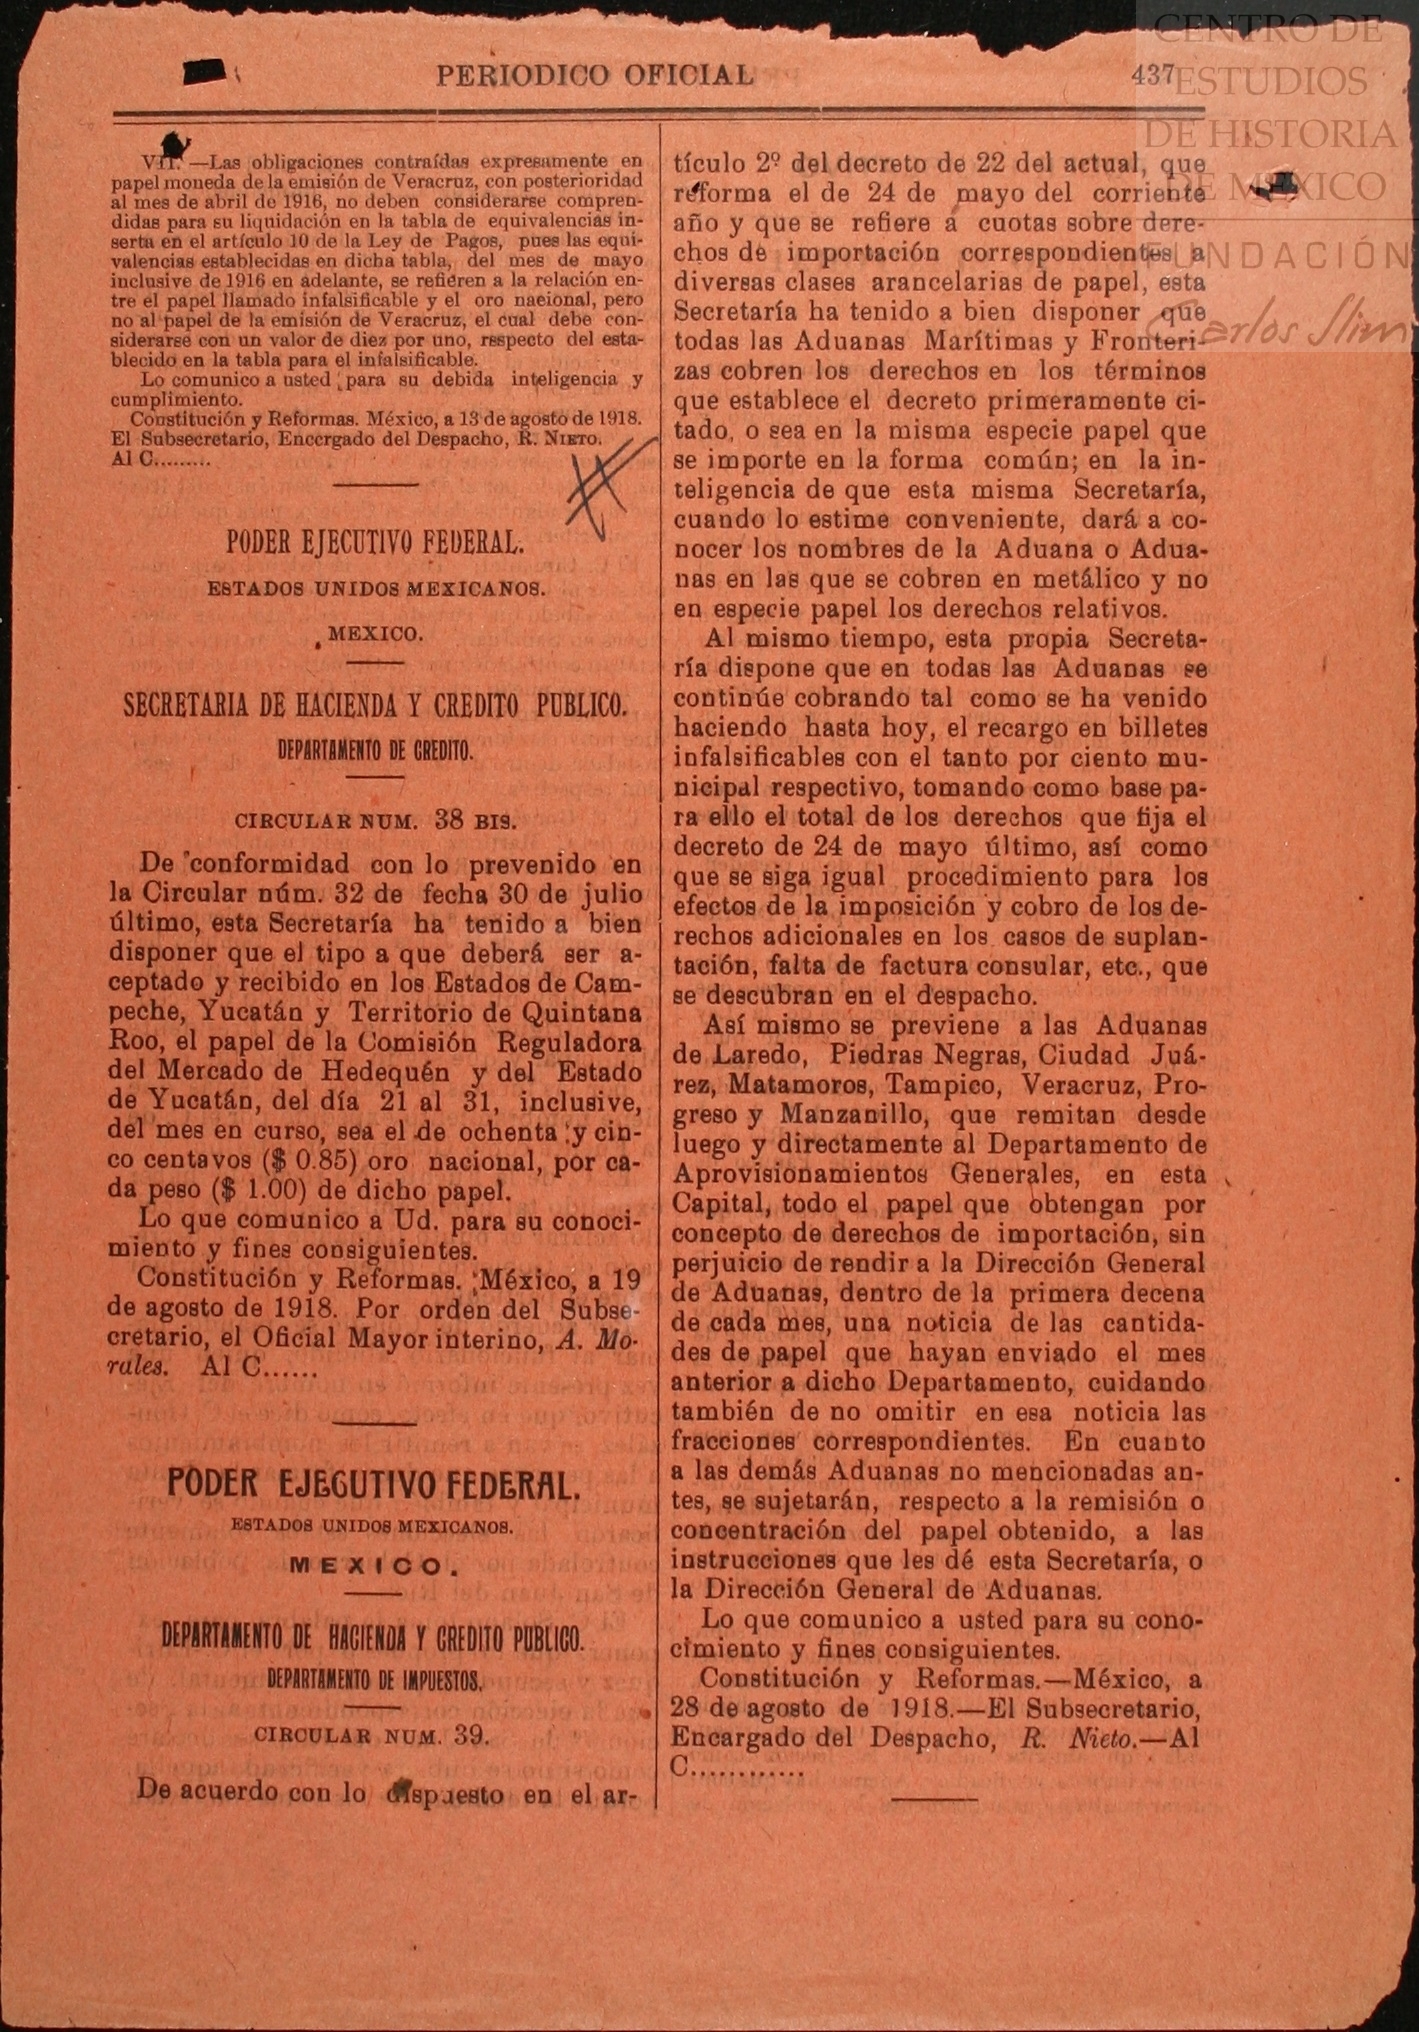 PERIODICO OFICIAL
437
VII.—Las obligaciones contraídas expresamente en
papel moneda de la emisión de Veracruz, con posterioridad
al mes de abril de 1916, no deben considerarse compren-
didas para su liquidación en la tabla de equivalencias in-
serta en el artículo 10 de la Ley de Pagos, pues las equi-
valencias establecidas en dicha tabla, del mes de mayo
inclusive de 1916 en adelante, se refiéren a la relación en-
tre el papel llamado infalsificable y el oro naeional, pero
no al papel de la emisión de Veracruz, el cual debe con-
siderarse con un valor de diez por uno, respecto del esta-
blecido en la tabla para el infalsificable.
Lo comunico a usted para su debida inteligencia y
cumplimiento.
Constitución y Reformas. México, a 13 de agosto de 1918.
El Subsecretario, Encergado del Despacho, R. NIETO.
Al C.........
PODER EJECUTIVO FEDERAL.
ESTADOS UNIDOS MEXICANOS.
MEXICO.
SECRETARIA DE HACIENDA Y CREDITO PUBLICO.
DEPARTAMENTO DE CREDITO.
CIRCULAR NUM. 38 BIS.
De conformidad con lo prevenido en
la Circular núm. 32 de fecha 30 de julio
último, esta Secretaría ha tenido a bien
disponer que el tipo a que deberá ser a-
ceptado y recibido en los Estados de Cam-
peche, Yucatán y Territorio de Quintana
Roo, el papel de la Comisión Reguladora
del Mercado de Hedequén y del Estado
de Yucatán, del día 21 al 31, inclusive,
del mes en curso, sea el de ochenta y cin-
co centavos ($ 0.85) oro nacional, por ca-
da peso ($ 1.00) de dicho papel.
Lo que comunico a Ud. para su conoci-
miento y fines consiguientes.
Constitución y Reformas. México, a 19
de agosto de 1918. Por orden del Subse-
cretario, el Oficial Mayor interino, A. Mo-
rales. Al C......
PODER EJECUTIVO FEDERAL.
ESTADOS UNIDOS MEXICANOS.
MEXICO.
DEPARTAMENTO DE HACIENDA Y CREDITO PUBLICO.
DEPARTAMENTO DE IMPUESTOS.
CIRCULAR NUM. 39.
De acuerdo con lo dispuesto en el ar-
tículo 2º del decreto de 22 del actual, que
reforma el de 24 de mayo del corriente
año y que se refiere a cuotas sobre dere-
chos de importación correspondientes a
diversas clases arancelarias de papel, esta
Secretaría ha tenido a bien disponer que
todas las Aduanas Marítimas y Fronteri-
zas cobren los derechos en los términos
que establece el decreto primeramente ci-
tado, o sea en la misma especie papel que
se importe en la forma común; en la in-
teligencia de que esta misma Secretaría,
cuando lo estime conveniente, dará a co-
nocer los nombres de la Aduana o Adua-
nas en las que se cobren en metálico y no
en especie papel los derechos relativos.
Al mismo tiempo, esta propia Secreta-
ría dispone que en todas las Aduanas se
continúe cobrando tal como se ha venido
haciendo hasta hoy, el recargo en billetes
infalsificables con el tanto por ciento mu-
nicipal respectivo, tomando como base pa-
ra ello el total de los derechos que fija el
decreto de 24 de mayo último, así como
que se siga igual procedimiento para los
efectos de la imposición y cobro de los de-
rechos adicionales en los casos de suplan-
tación, falta de factura consular, etc., que
se descubran en el despacho.
Así mismo se previene a las Aduanas
de Laredo, Piedras Negras, Ciudad Juá-
rez, Matamoros, Tampico, Veracruz, Pro-
greso y Manzanillo, que remitan desde
luego y directamente al Departamento de
Aprovisionamientos Generales, en esta
Capital, todo el papel que obtengan por
concepto de derechos de importación, sin
perjuicio de rendir a la Dirección General
de Aduanas, dentro de la primera decena
de cada mes, una noticia de las cantida-
des de papel que hayan enviado el mes
anterior a dicho Departamento, cuidando
también de no omitir en esa noticia las
fracciones correspondientes. En cuanto
a las demás Aduanas no mencionadas an-
tes, se sujetarán, respecto a la remisión o
concentración del papel obtenido, a las
instrucciones que les dé esta Secretaría, o
la Dirección General de Aduanas.
Lo que comunico a usted para su cono-
cimiento y fines consiguientes.
Constitución y Reformas.—México, a
28 de agosto de 1918.—El Subsecretario,
Encargado del Despacho, R. Nieto.—Al
C............
CENTRO DE
ESTUDIOS
DE HISTORIA
DE MÉXICO
FUNDACIÓN
Carlos Slim